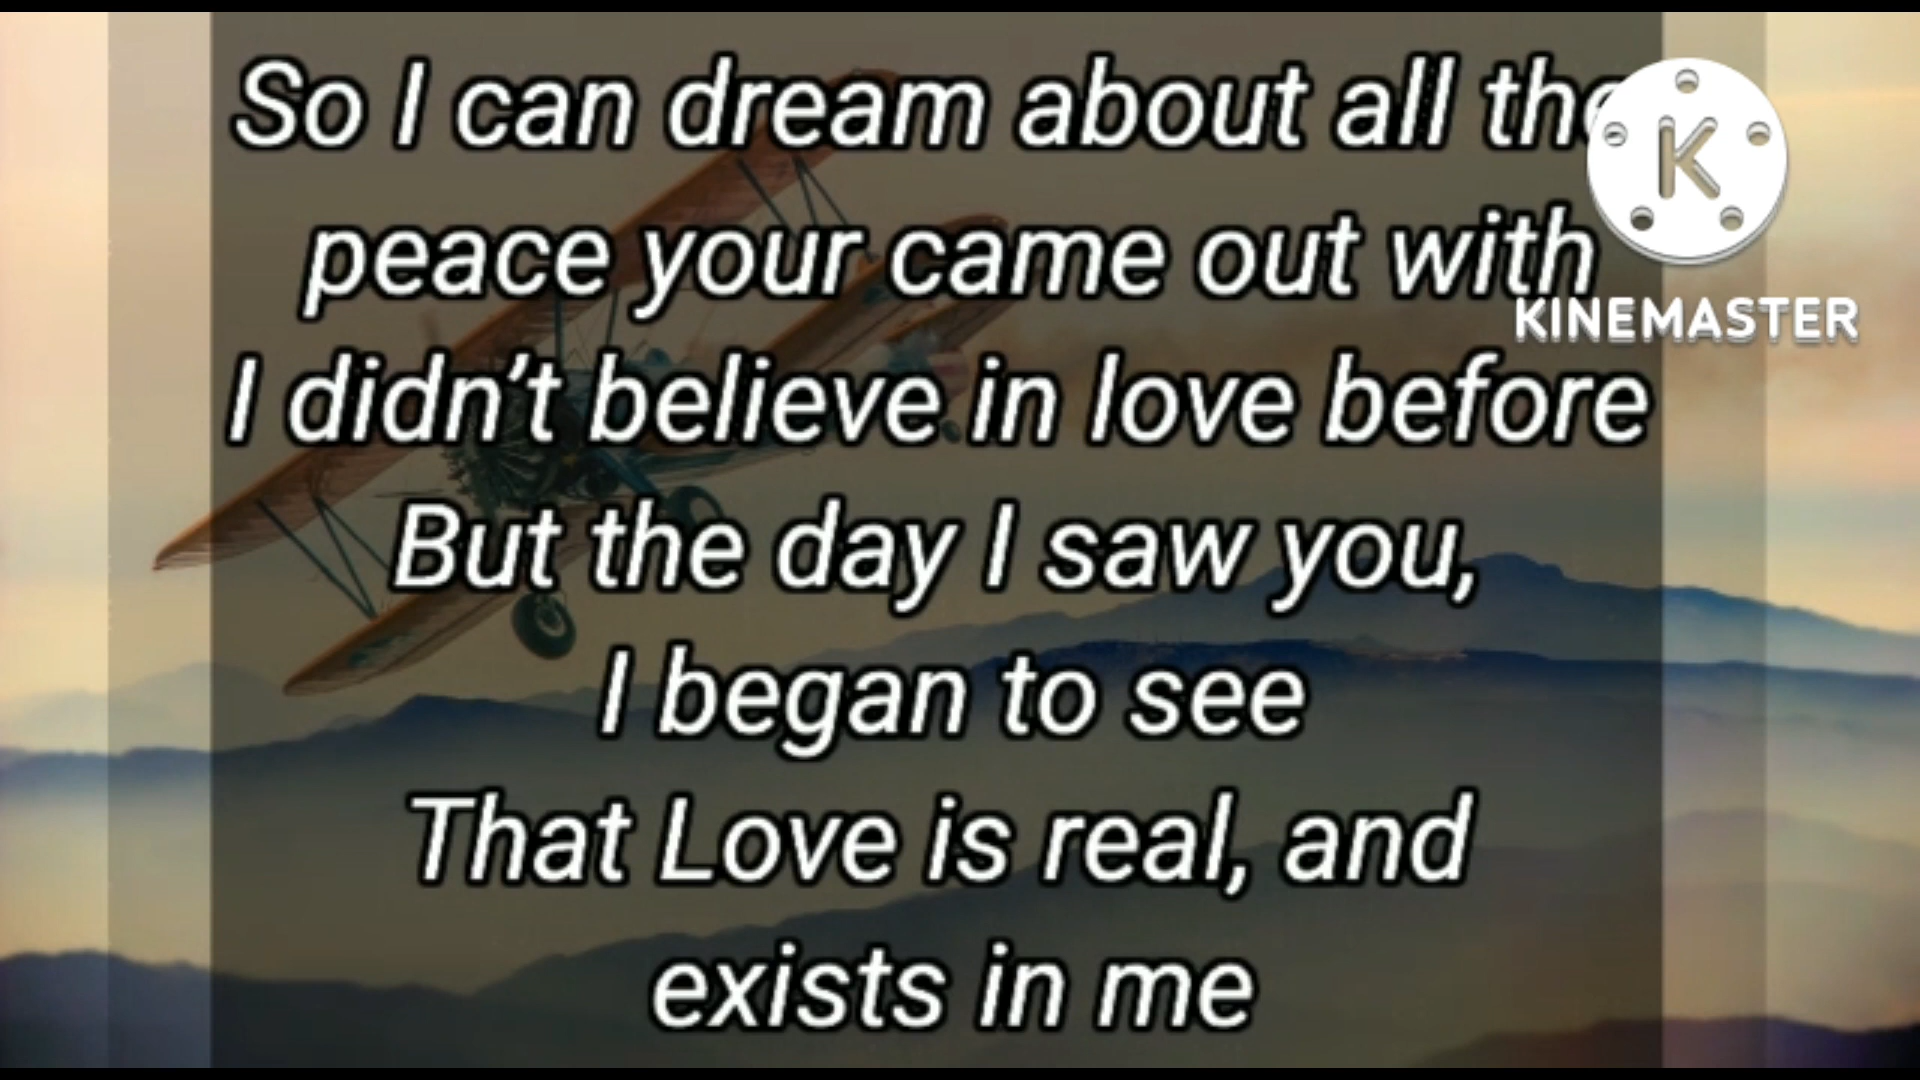 So I can dream about all the
peace your came out with
I didn't believe in love before
But the day I saw you,
I began to see
That Love is real, and
exists in me
K
KINEMASTER